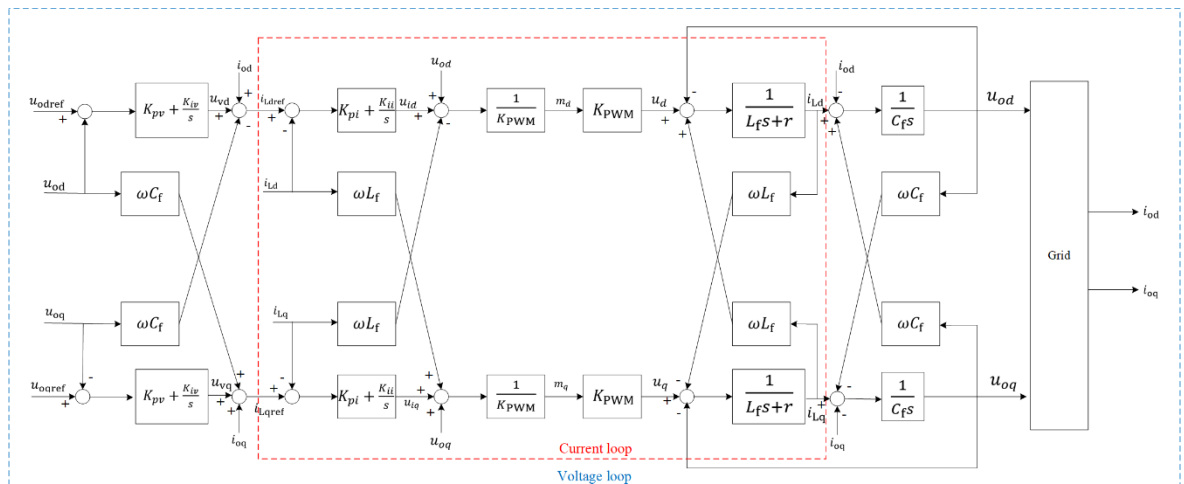 i_od u_od i_od
u_odref + K_pv + K_iv/s u_vd + + - i_Ldref + - K_pi + K_ii/s u_id + + - 1/K_PWM m_d K_PWM u_d + - + 1/(L_f s+r) i_Ld + - + 1/(C_f s) u_od
u_od ωC_f i_Ld ωL_f ωL_f ωC_f
i_od
Grid
i_oq
u_oq ωC_f i_Lq ωL_f ωL_f ωC_f
u_oqref + - K_pv + K_iv/s u_vq + + + i_Lqref + - K_pi + K_ii/s u_iq + + + 1/K_PWM m_q K_PWM u_q + - - 1/(L_f s+r) i_Lq + - - 1/(C_f s) u_oq
i_oq u_oq i_oq
Current loop
Voltage loop